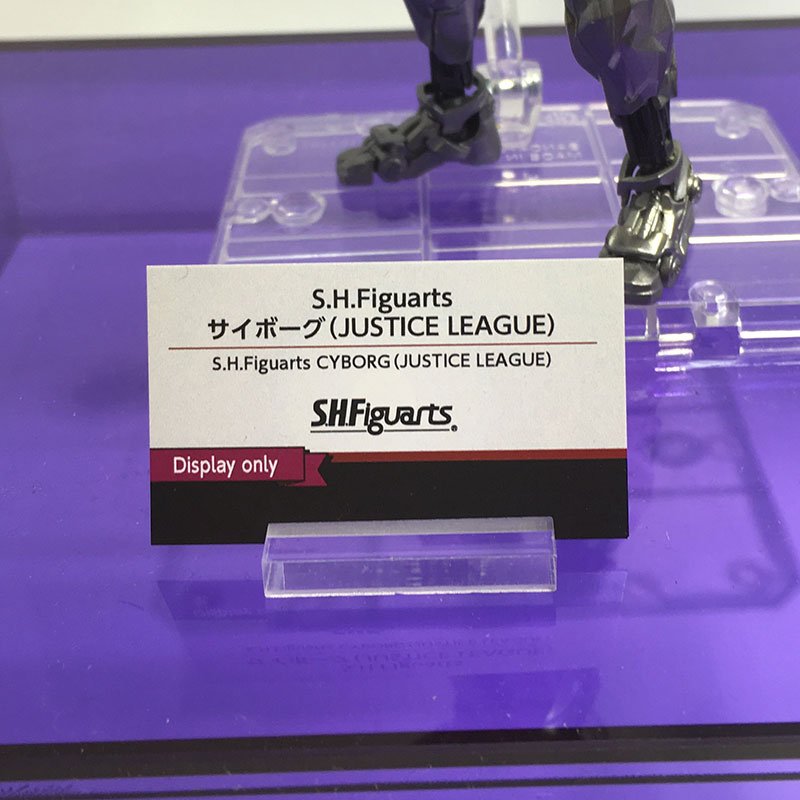 S.H.Figuarts
サイボーグ(JUSTICE LEAGUE)
S.H.Figuarts CYBORG(JUSTICE LEAGUE)
S.H.Figuarts®
Display only